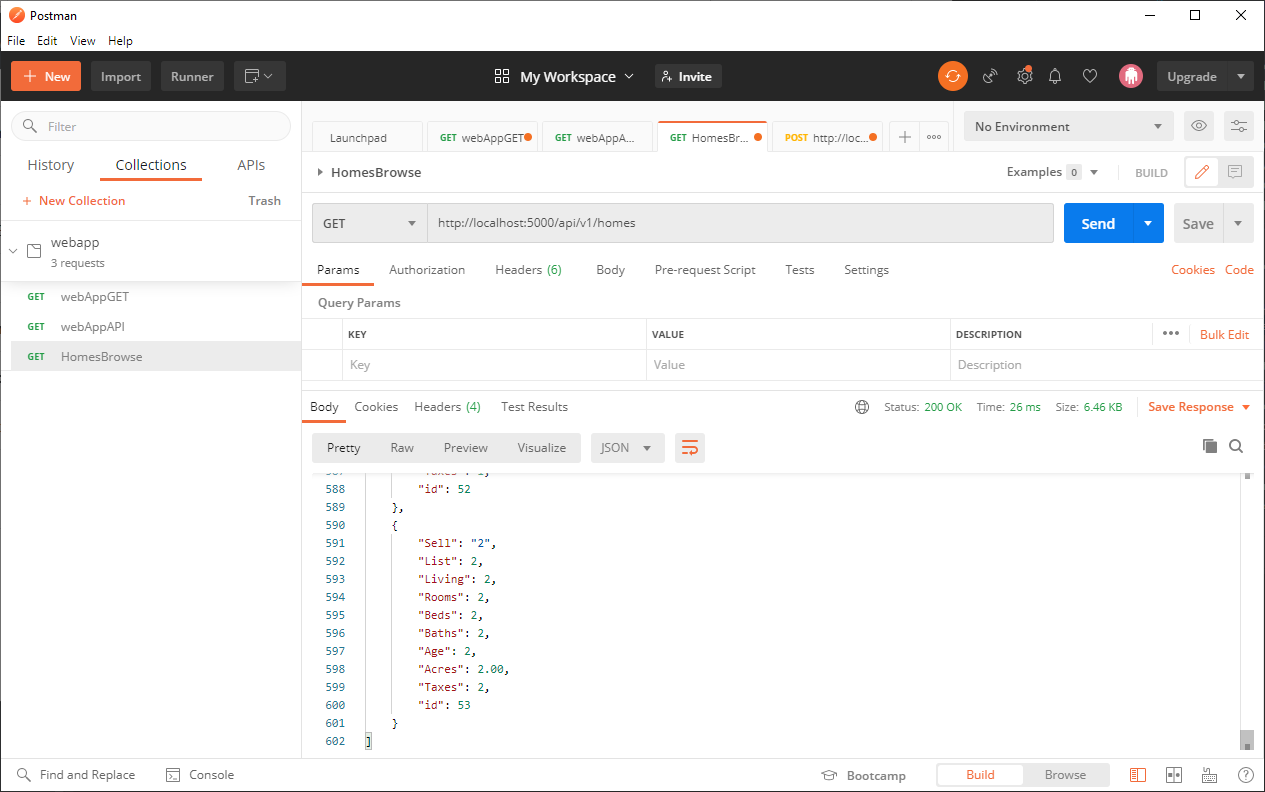 Postman
File Edit View Help
+ New Import Runner My Workspace Invite Upgrade
Filter
History Collections APIs
+ New Collection Trash
webapp
3 requests
GET webAppGET
GET webAppAPI
GET HomesBrowse
Launchpad GET webAppGET GET webAppA... GET HomesBr... POST http://loc... + ••• No Environment
HomesBrowse Examples 0 BUILD
GET http://localhost:5000/api/v1/homes Send Save
Params Authorization Headers (6) Body Pre-request Script Tests Settings Cookies Code
Query Params
KEY VALUE DESCRIPTION ••• Bulk Edit
Key Value Description
Body Cookies Headers (4) Test Results Status: 200 OK Time: 26 ms Size: 6.46 KB Save Response
Pretty Raw Preview Visualize JSON
588 "id": 52
589 },
590 {
591 "Sell": "2",
592 "List": 2,
593 "Living": 2,
594 "Rooms": 2,
595 "Beds": 2,
596 "Baths": 2,
597 "Age": 2,
598 "Acres": 2.00,
599 "Taxes": 2,
600 "id": 53
601 }
602 ]
Find and Replace Console Bootcamp Build Browse